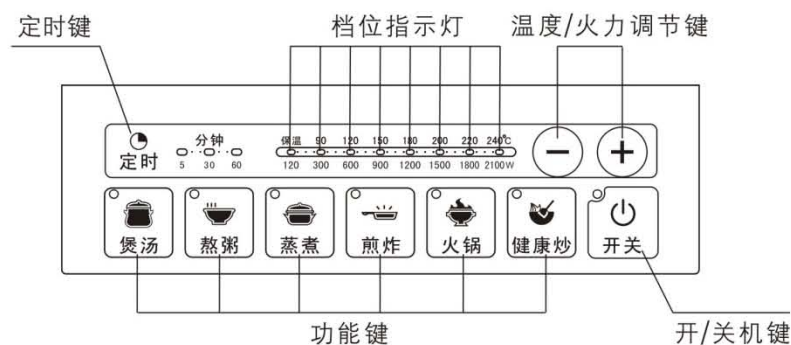 定时键 档位指示灯 温度/火力调节键
分钟 保温 90 120 150 180 200 220 240℃
定时 5 30 60 120 300 600 900 1200 1500 1800 2100W
煲汤 熬粥 蒸煮 煎炸 火锅 健康炒 开关
功能键 开/关机键